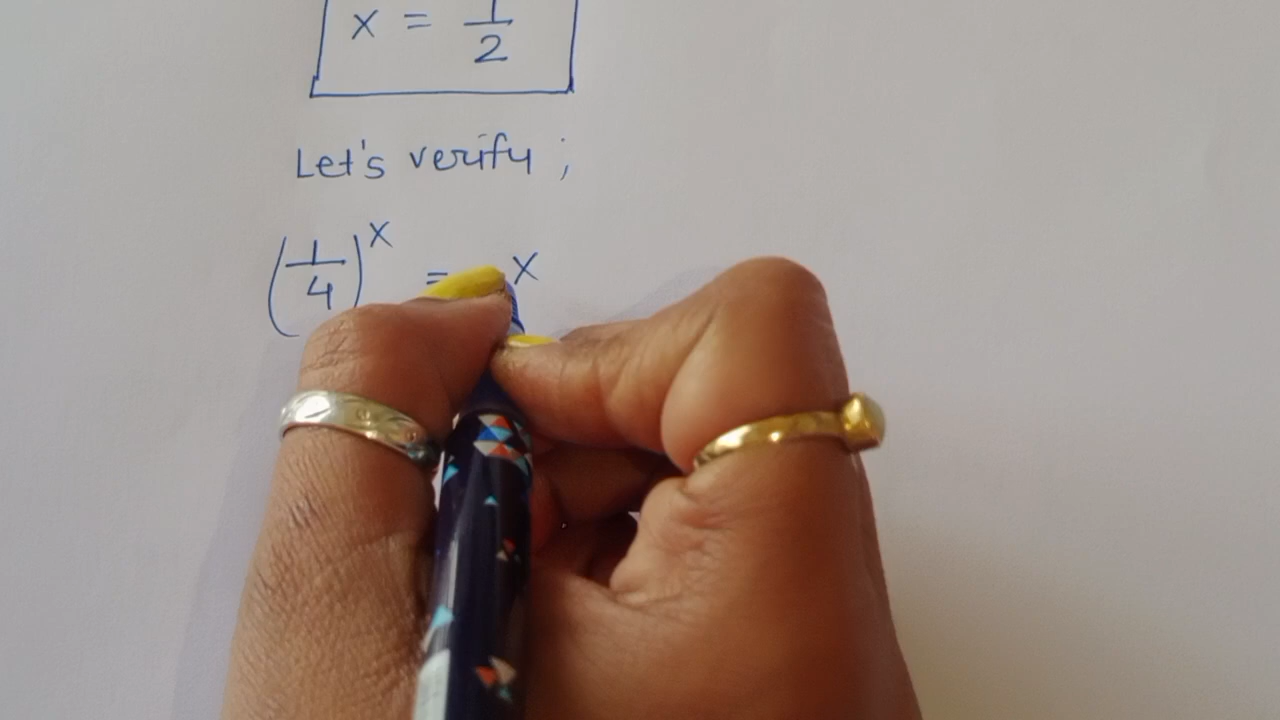 x = 1/2
Let's verify ;
(1/4)^x = x